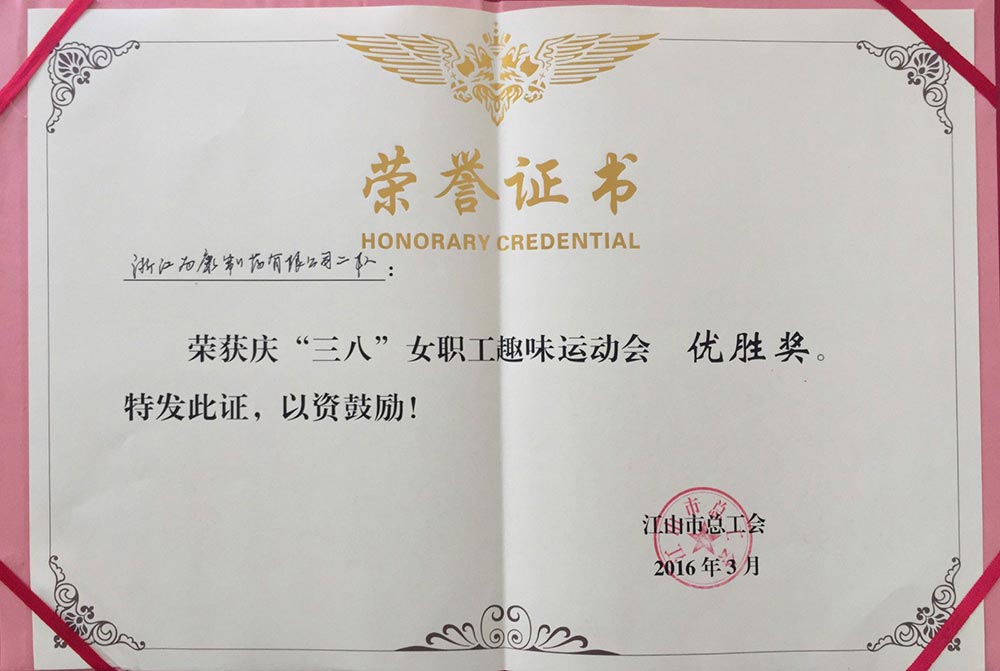 荣誉证书
HONORARY CREDENTIAL
浙江为康制药有限公司二队：
荣获庆“三八”女职工趣味运动会 优胜奖。
特发此证，以资鼓励！
江山市总工会
2016年3月